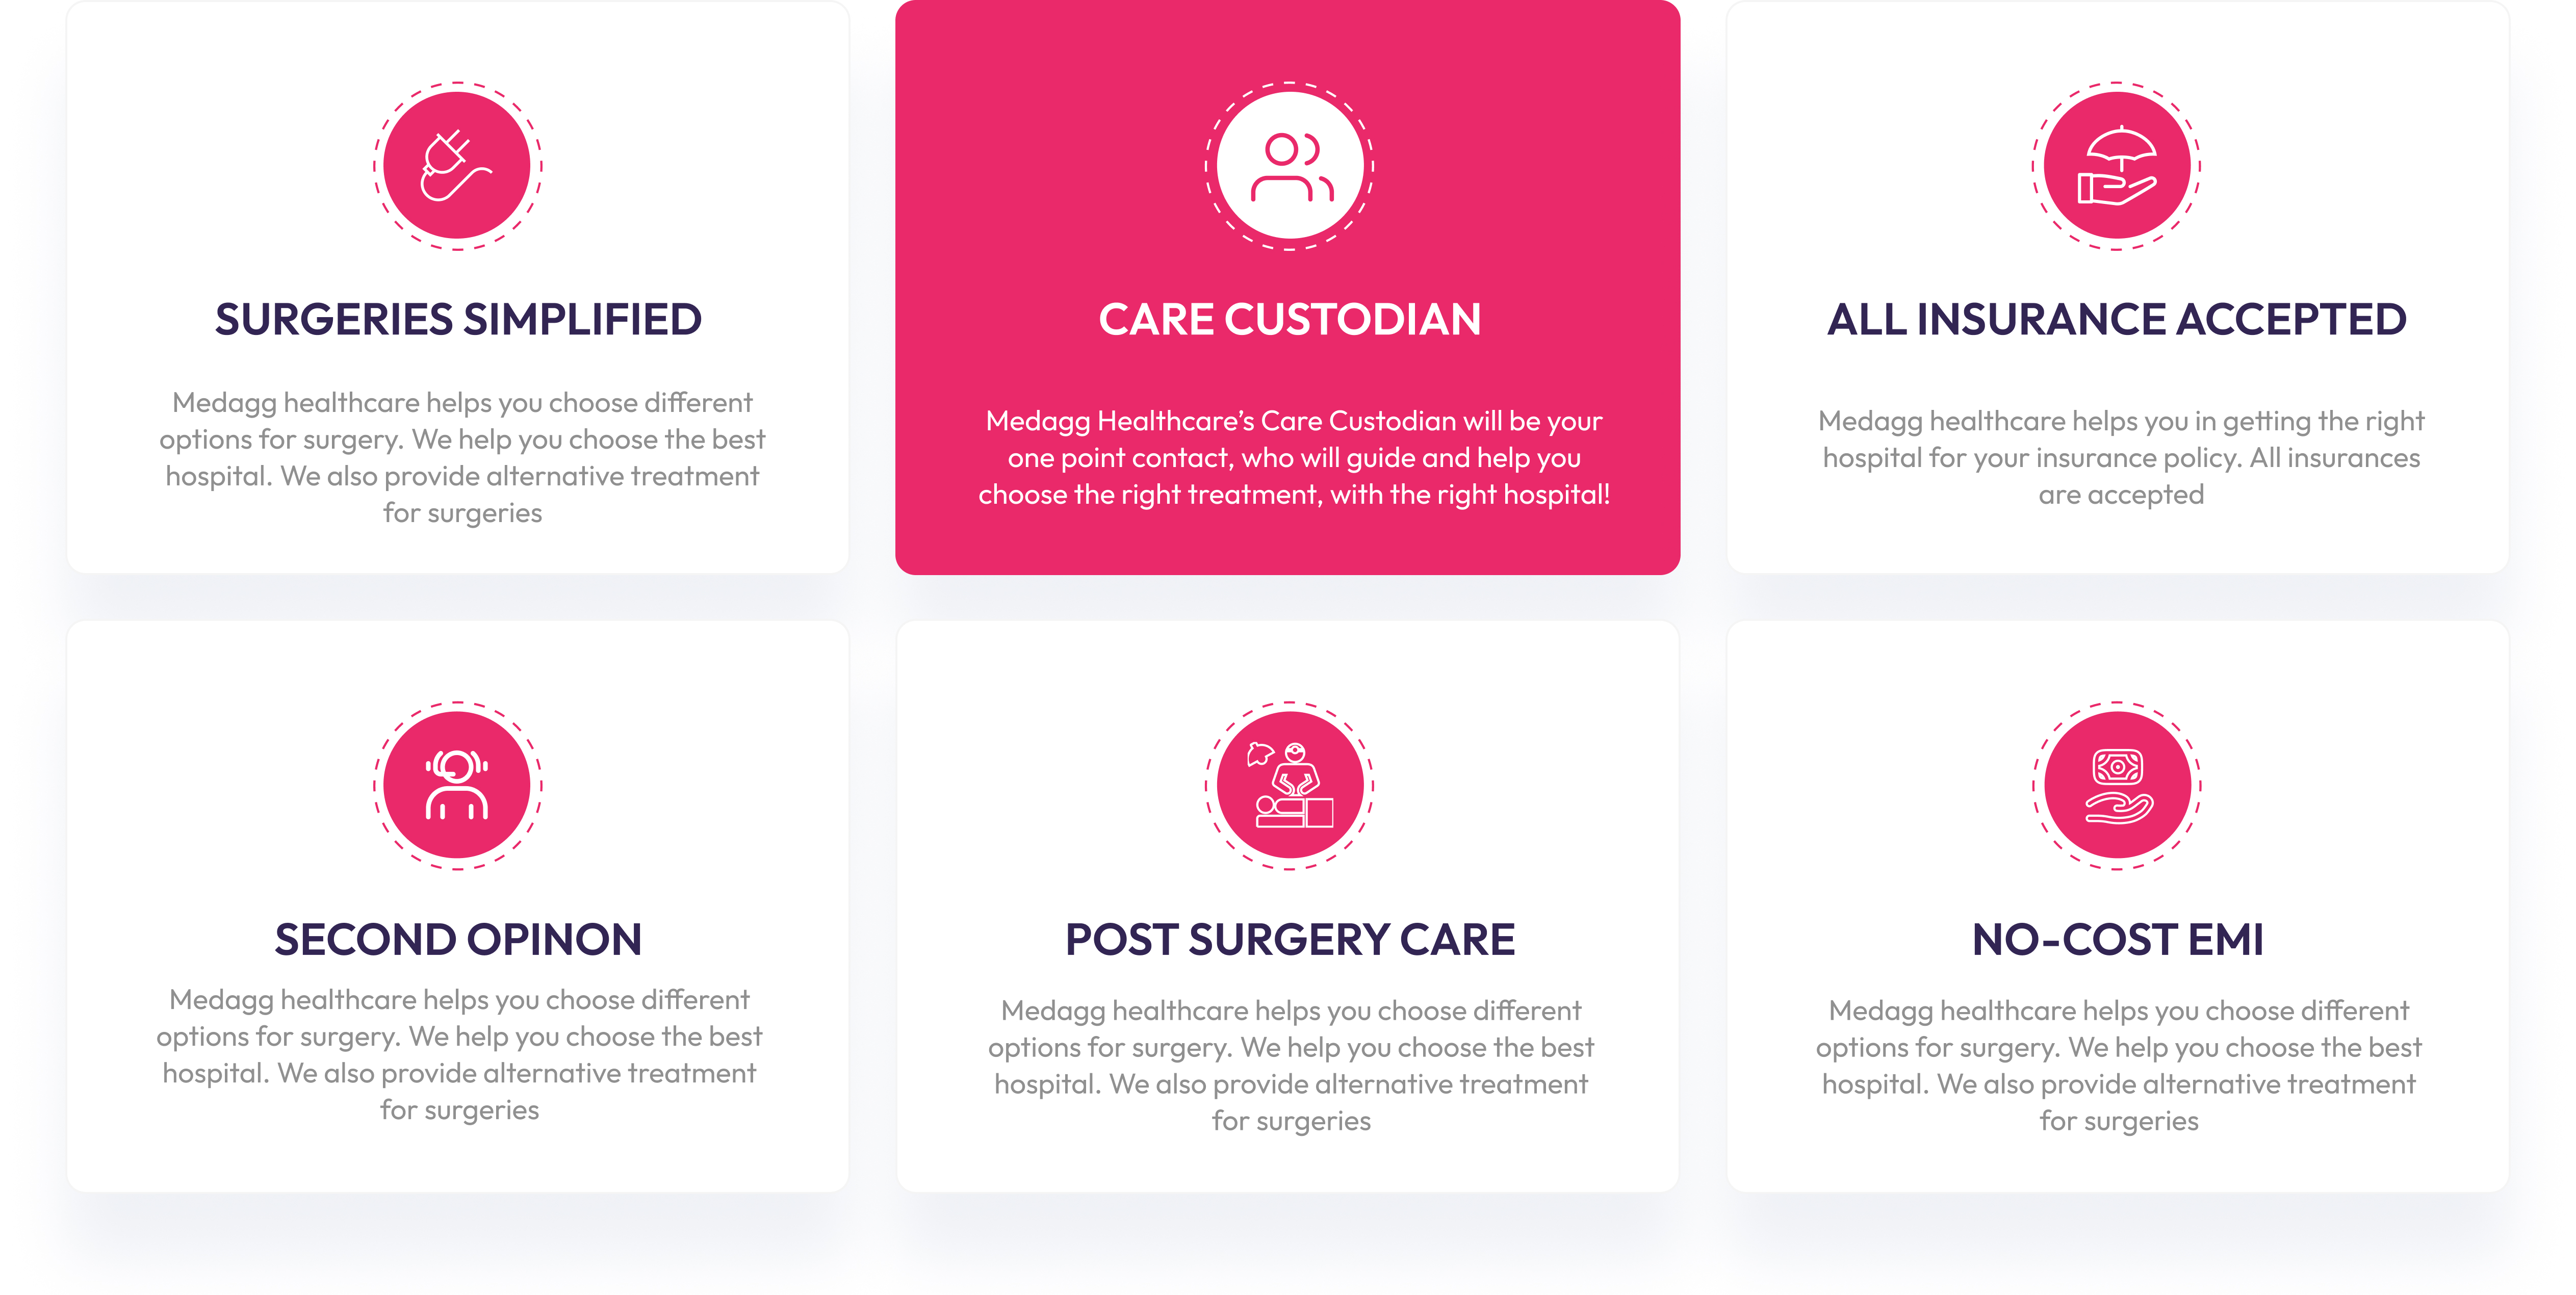 SURGERIES SIMPLIFIED
Medagg healthcare helps you choose different
options for surgery. We help you choose the best
hospital. We also provide alternative treatment
for surgeries
CARE CUSTODIAN
Medagg Healthcare’s Care Custodian will be your
one point contact, who will guide and help you
choose the right treatment, with the right hospital!
ALL INSURANCE ACCEPTED
Medagg healthcare helps you in getting the right
hospital for your insurance policy. All insurances
are accepted
SECOND OPINON
Medagg healthcare helps you choose different
options for surgery. We help you choose the best
hospital. We also provide alternative treatment
for surgeries
POST SURGERY CARE
Medagg healthcare helps you choose different
options for surgery. We help you choose the best
hospital. We also provide alternative treatment
for surgeries
NO-COST EMI
Medagg healthcare helps you choose different
options for surgery. We help you choose the best
hospital. We also provide alternative treatment
for surgeries